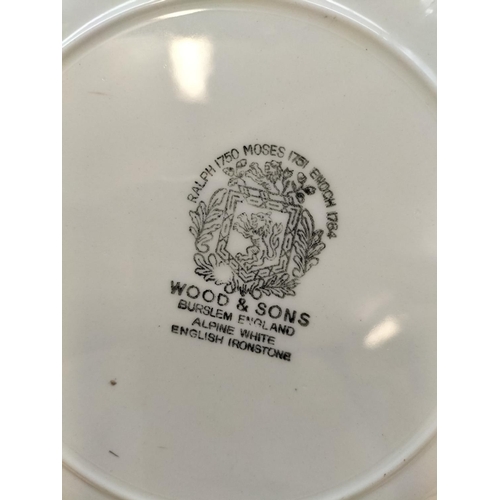 RALPH 1750 MOSES 1751 ENOCH 1784
WOOD & SONS
BURSLEM ENGLAND
ALPINE WHITE
ENGLISH IRONSTONE